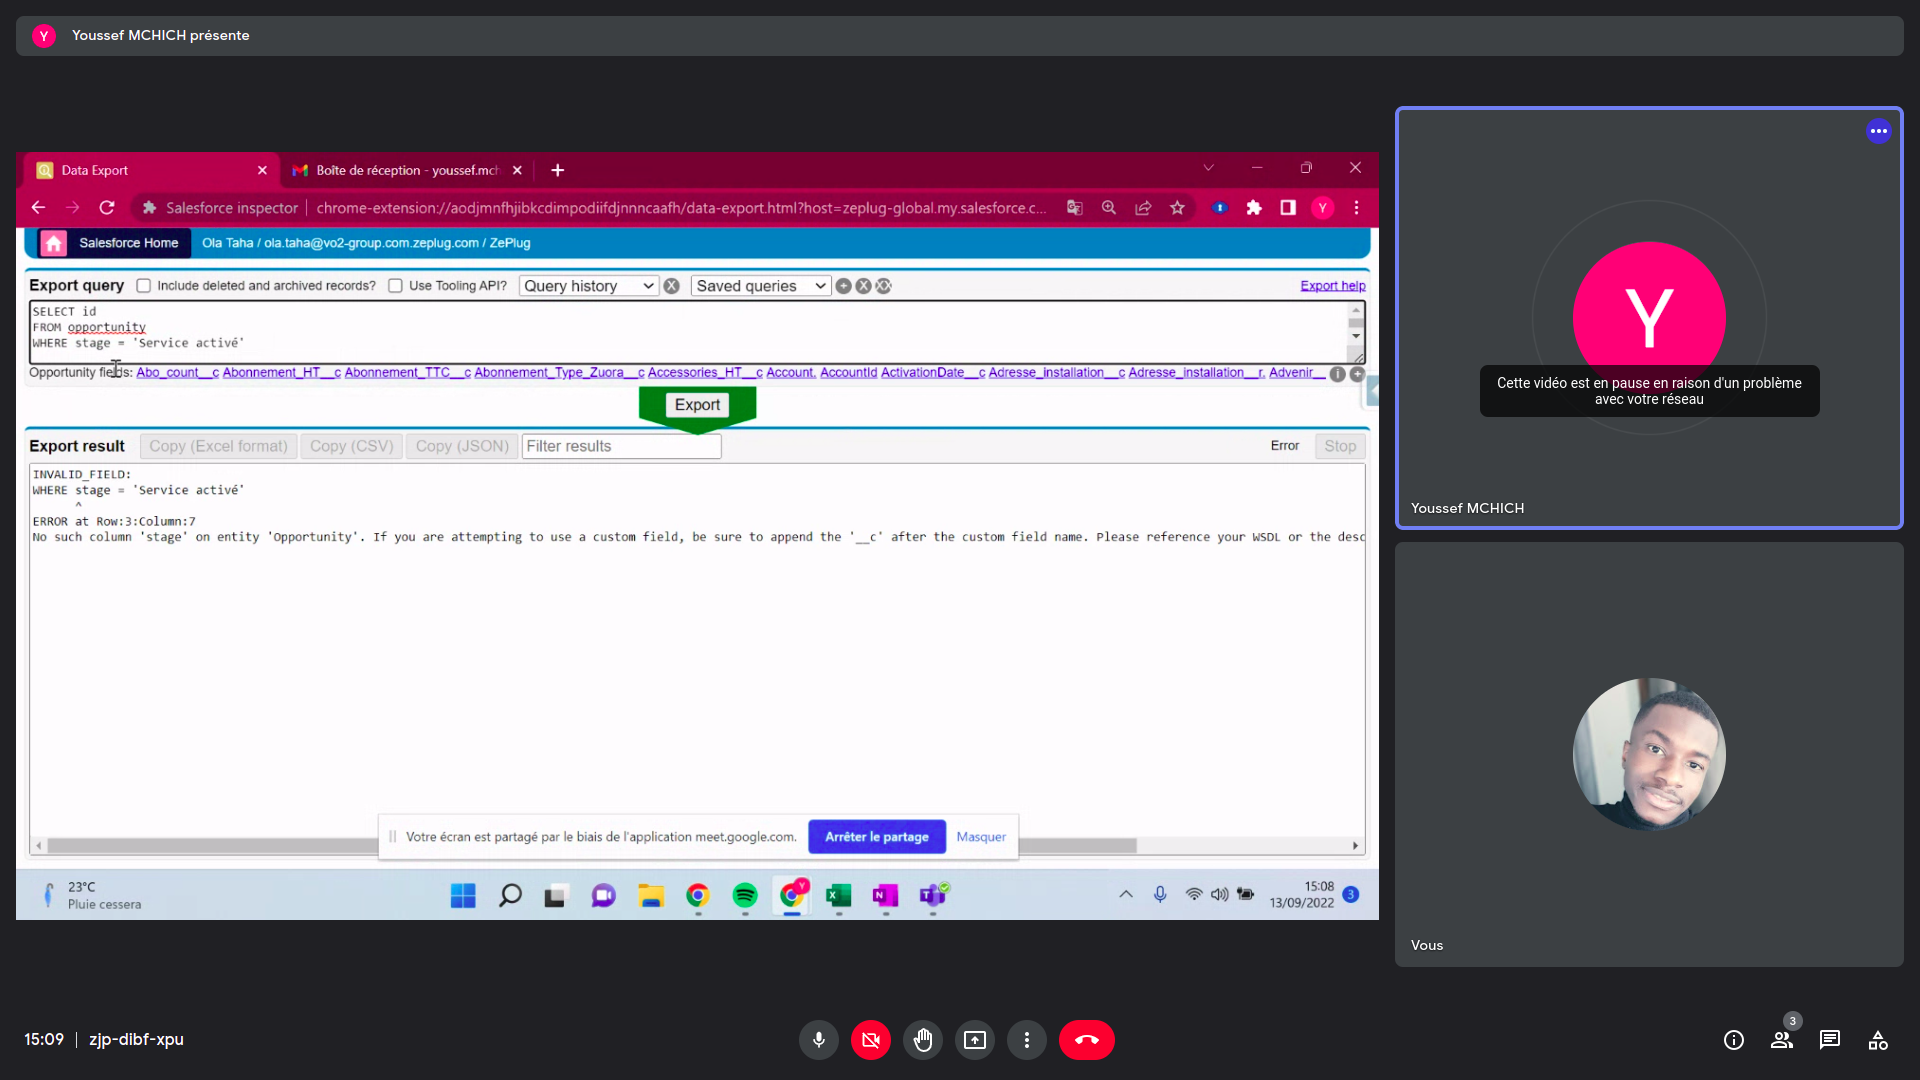 Y
Youssef MCHICH présente
Data Export
Boîte de réception - youssef.mch
Salesforce inspector
chrome-extension://aodjmnfhjibkcdimpodiifdjnnncaafh/data-export.html?host=zeplug-global.my.salesforce.c...
Y
Salesforce Home
Ola Taha / ola.taha@vo2-group.com.zeplug.com / ZePlug
Export query
Include deleted and archived records?
Use Tooling API?
Query history
Saved queries
Export help
SELECT id
FROM opportunity
WHERE stage = 'Service activé'
Opportunity fields: Abo_count__c Abonnement_HT__c Abonnement_TTC__c Abonnement_Type_Zuora__c Accessories_HT__c Account. AccountId ActivationDate__c Adresse_installation__c Adresse_installation__r. Advenir__
Export
Export result
Copy (Excel format)
Copy (CSV)
Copy (JSON)
Filter results
Error
Stop
INVALID_FIELD:
WHERE stage = 'Service activé'
^
ERROR at Row:3:Column:7
No such column 'stage' on entity 'Opportunity'. If you are attempting to use a custom field, be sure to append the '__c' after the custom field name. Please reference your WSDL or the desc
Votre écran est partagé par le biais de l'application meet.google.com.
Arrêter le partage
Masquer
23°C
Pluie cessera
15:08
13/09/2022
3
Y
Cette vidéo est en pause en raison d'un problème
avec votre réseau
Youssef MCHICH
Vous
15:09
zjp-dibf-xpu
3